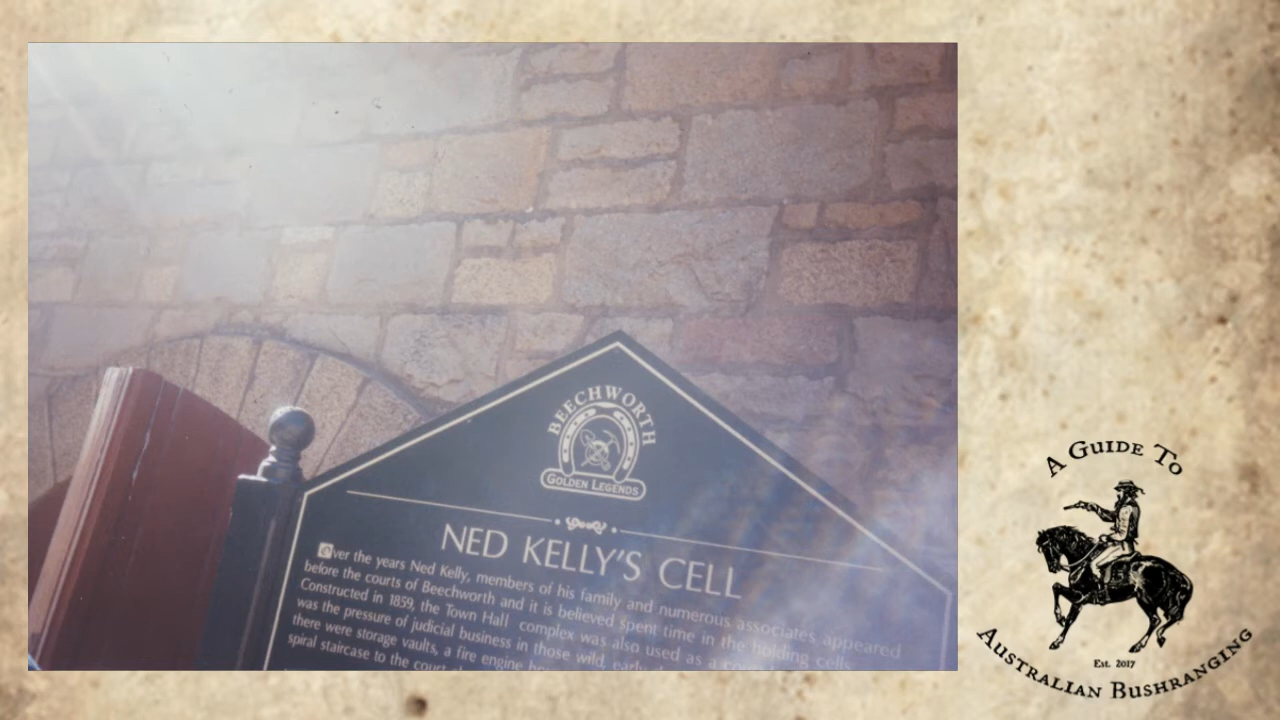 BEECHWORTH
GOLDEN LEGENDS
NED KELLY'S CELL
Over the years Ned Kelly, members of his family and numerous associates appeared
before the courts of Beechworth and it is believed spent time in the holding cells.
Constructed in 1859, the Town Hall complex was also used as a
was the pressure of judicial business in those wild, early
there were storage vaults, a fire engine
spiral staircase to the court
A GUIDE TO
AUSTRALIAN BUSHRANGING
Est. 2017